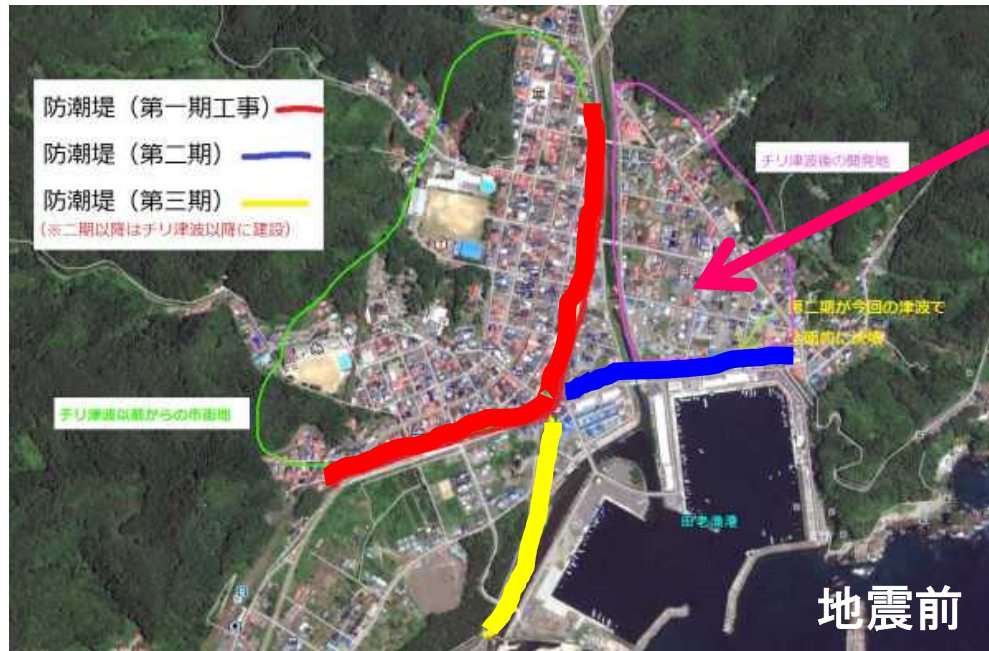 防潮堤（第一期工事）
防潮堤（第二期）
防潮堤（第三期）
（※二期以降はチリ津波以降に建設）
チリ津波後の開発地
第二期が今回の津波で
チリ津波以前からの市街地
田老漁港
地震前